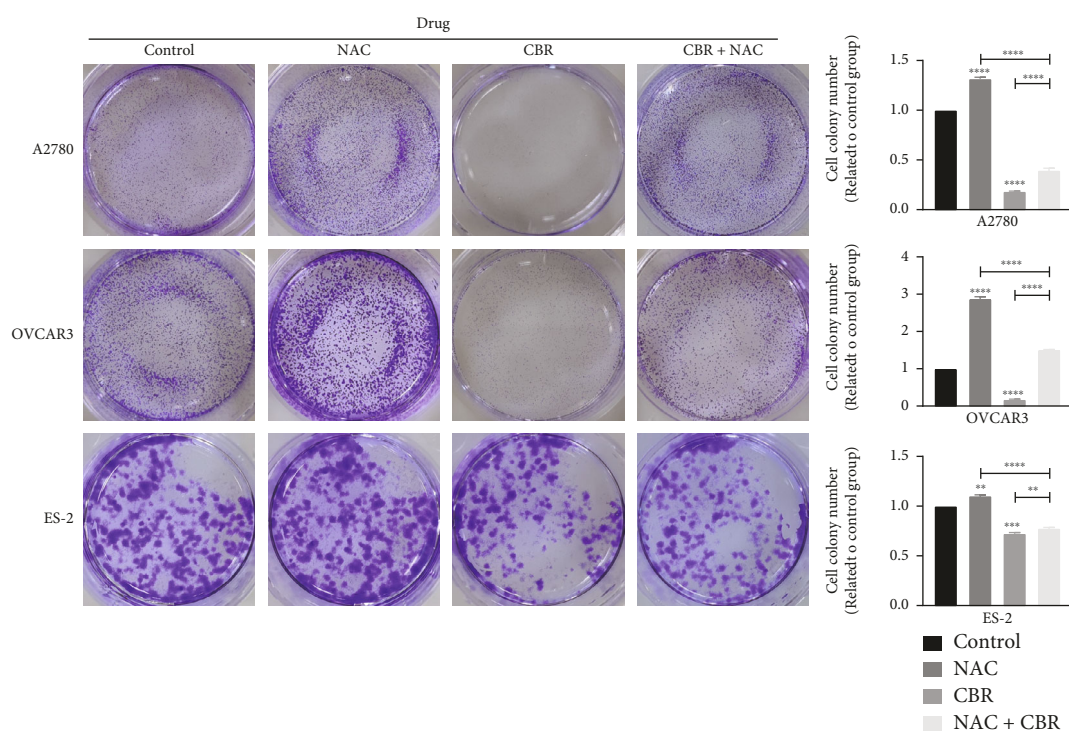 Drug
Control NAC CBR CBR + NAC
A2780
OVCAR3
ES-2
Cell colony number
(Relatedt o control group)
1.5
1.0
0.5
0.0
****
****
****
****
A2780
Cell colony number
(Relatedt o control group)
4
3
2
1
0
****
****
****
****
OVCAR3
Cell colony number
(Relatedt o control group)
1.5
1.0
0.5
0.0
****
**
**
***
ES-2
Control
NAC
CBR
NAC + CBR